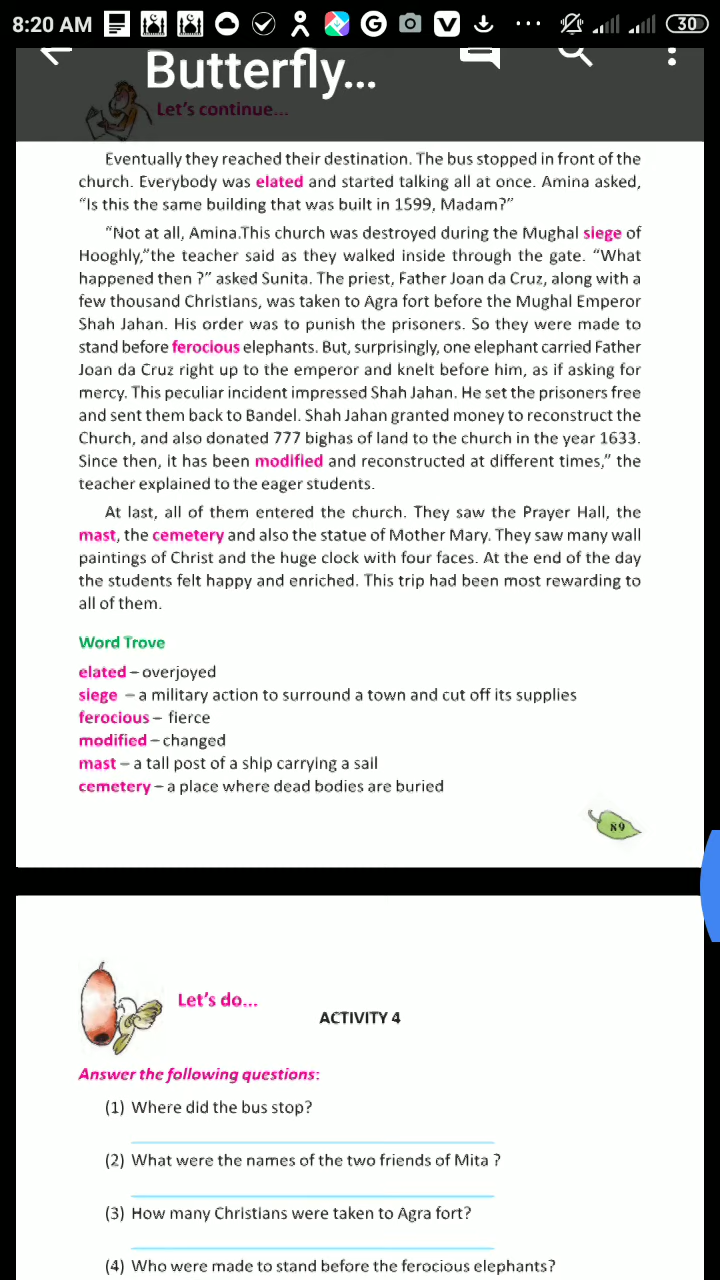 8:20 AM
30
Butterfly...
Let's continue...
Eventually they reached their destination. The bus stopped in front of the
church. Everybody was elated and started talking all at once. Amina asked,
“Is this the same building that was built in 1599, Madam?”
“Not at all, Amina.This church was destroyed during the Mughal siege of
Hooghly,”the teacher said as they walked inside through the gate. “What
happened then ?” asked Sunita. The priest, Father Joan da Cruz, along with a
few thousand Christians, was taken to Agra fort before the Mughal Emperor
Shah Jahan. His order was to punish the prisoners. So they were made to
stand before ferocious elephants. But, surprisingly, one elephant carried Father
Joan da Cruz right up to the emperor and knelt before him, as if asking for
mercy. This peculiar incident impressed Shah Jahan. He set the prisoners free
and sent them back to Bandel. Shah Jahan granted money to reconstruct the
Church, and also donated 777 bighas of land to the church in the year 1633.
Since then, it has been modified and reconstructed at different times,” the
teacher explained to the eager students.
At last, all of them entered the church. They saw the Prayer Hall, the
mast, the cemetery and also the statue of Mother Mary. They saw many wall
paintings of Christ and the huge clock with four faces. At the end of the day
the students felt happy and enriched. This trip had been most rewarding to
all of them.
Word Trove
elated – overjoyed
siege – a military action to surround a town and cut off its supplies
ferocious – fierce
modified – changed
mast – a tall post of a ship carrying a sail
cemetery – a place where dead bodies are buried
89
Let's do...
ACTIVITY 4
Answer the following questions:
(1) Where did the bus stop?
(2) What were the names of the two friends of Mita ?
(3) How many Christians were taken to Agra fort?
(4) Who were made to stand before the ferocious elephants?